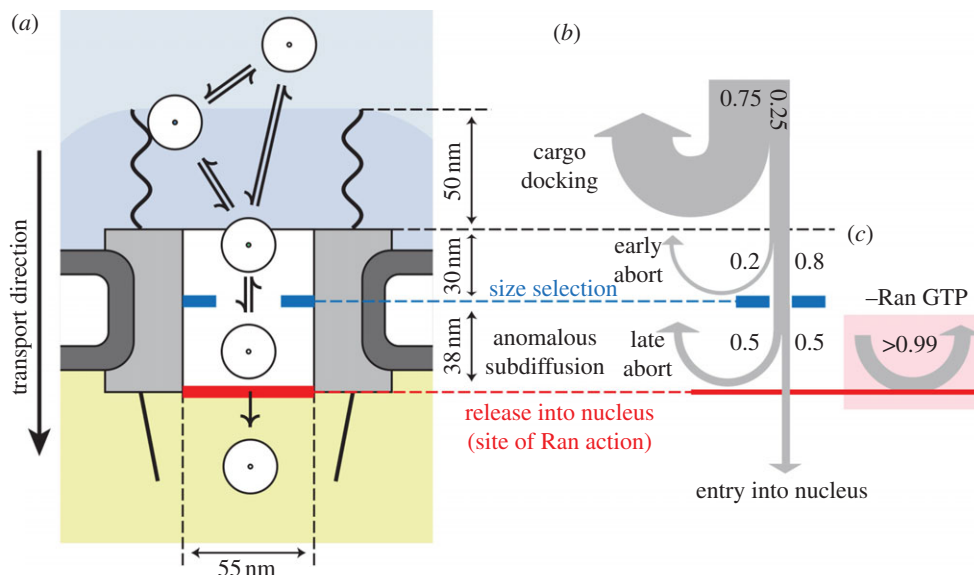 (a)
transport direction
50 nm
30 nm
38 nm
55 nm
(b)
0.75
0.25
cargo
docking
(c)
early
abort
0.2
0.8
size selection
–Ran GTP
anomalous
subdiffusion
late
abort
0.5
0.5
>0.99
release into nucleus
(site of Ran action)
entry into nucleus